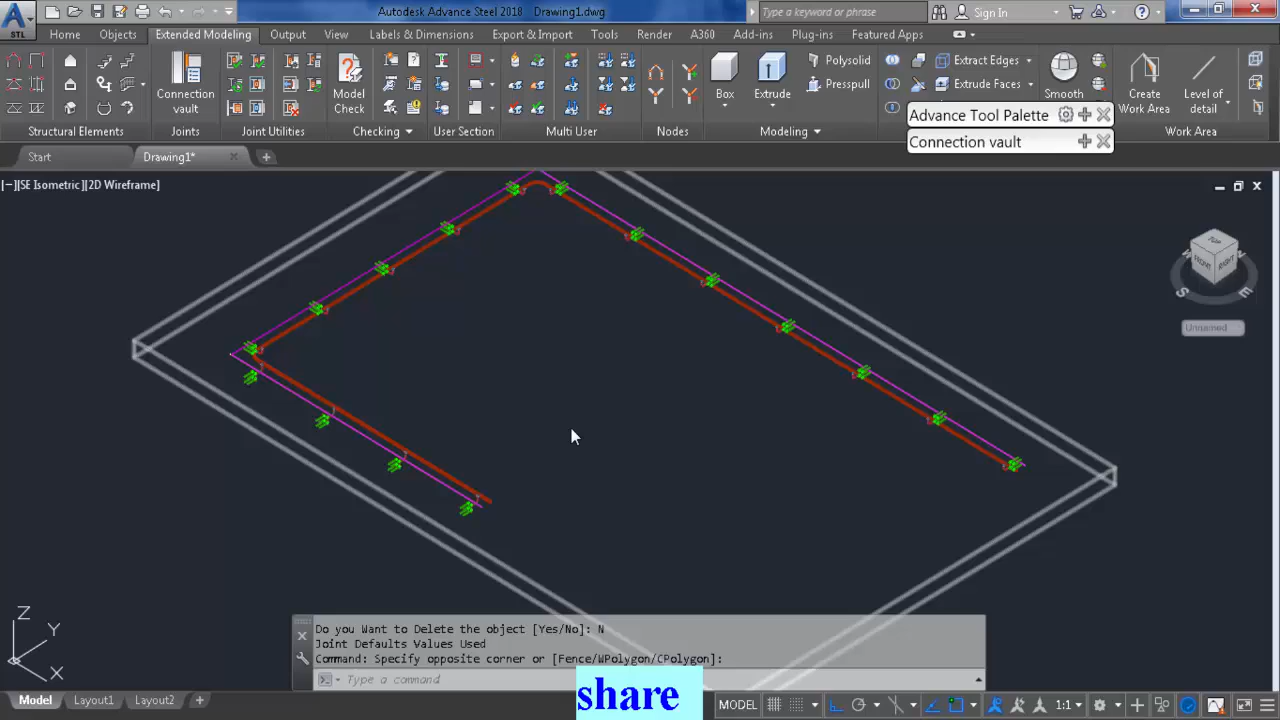 Autodesk Advance Steel 2018 Drawing1.dwg
Type a keyword or phrase
Sign In
STL
Home
Objects
Extended Modeling
Output
View
Labels & Dimensions
Export & Import
Tools
Render
A360
Add-ins
Plug-ins
Featured Apps
Connection
vault
Model
Check
Box
Extrude
Polysolid
Presspull
Extract Edges
Extrude Faces
Smooth
Create
Work Area
Level of
detail
Structural Elements
Joints
Joint Utilities
Checking
User Section
Multi User
Nodes
Modeling
Work Area
Advance Tool Palette
Connection vault
Start
Drawing1*
[−][SE Isometric][2D Wireframe]
TOP
FRONT
RIGHT
S
E
Unnamed
Z
Y
X
Do you Want to Delete the object [Yes/No]: N
Joint Defaults Values Used
Command: Specify opposite corner or [Fence/WPolygon/CPolygon]:
Type a command
share
Model
Layout1
Layout2
MODEL
1:1